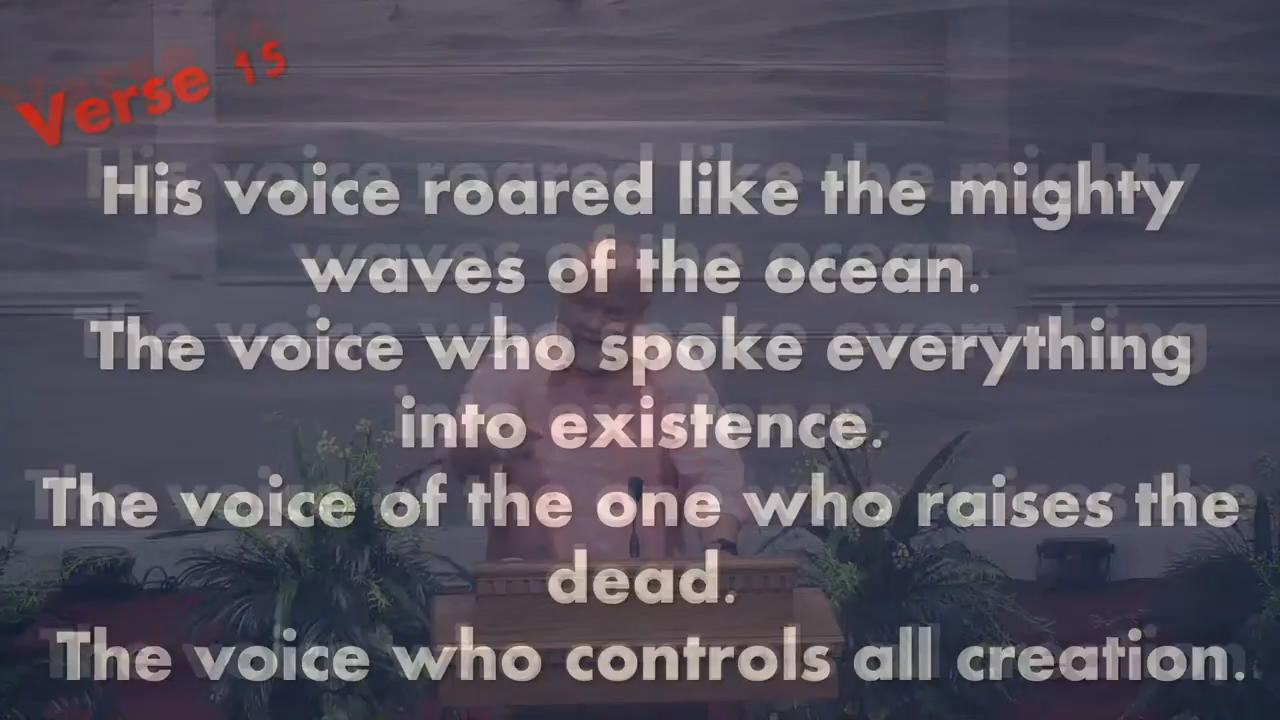 Verse 15
His voice roared like the mighty
waves of the ocean.
The voice who spoke everything
into existence.
The voice of the one who raises the
dead.
The voice who controls all creation.